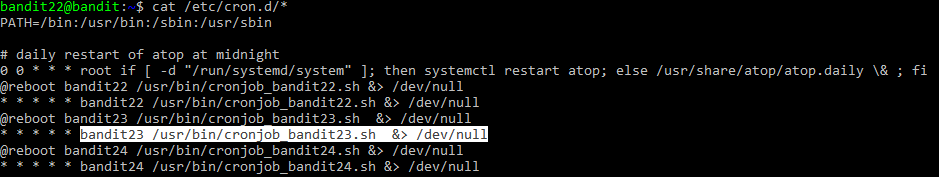 bandit22@bandit:~$ cat /etc/cron.d/*
PATH=/bin:/usr/bin:/sbin:/usr/sbin

# daily restart of atop at midnight
0 0 * * * root if [ -d "/run/systemd/system" ]; then systemctl restart atop; else /usr/share/atop/atop.daily \& ; fi
@reboot bandit22 /usr/bin/cronjob_bandit22.sh &> /dev/null
* * * * * bandit22 /usr/bin/cronjob_bandit22.sh &> /dev/null
@reboot bandit23 /usr/bin/cronjob_bandit23.sh  &> /dev/null
* * * * * bandit23 /usr/bin/cronjob_bandit23.sh  &> /dev/null
@reboot bandit24 /usr/bin/cronjob_bandit24.sh &> /dev/null
* * * * * bandit24 /usr/bin/cronjob_bandit24.sh &> /dev/null